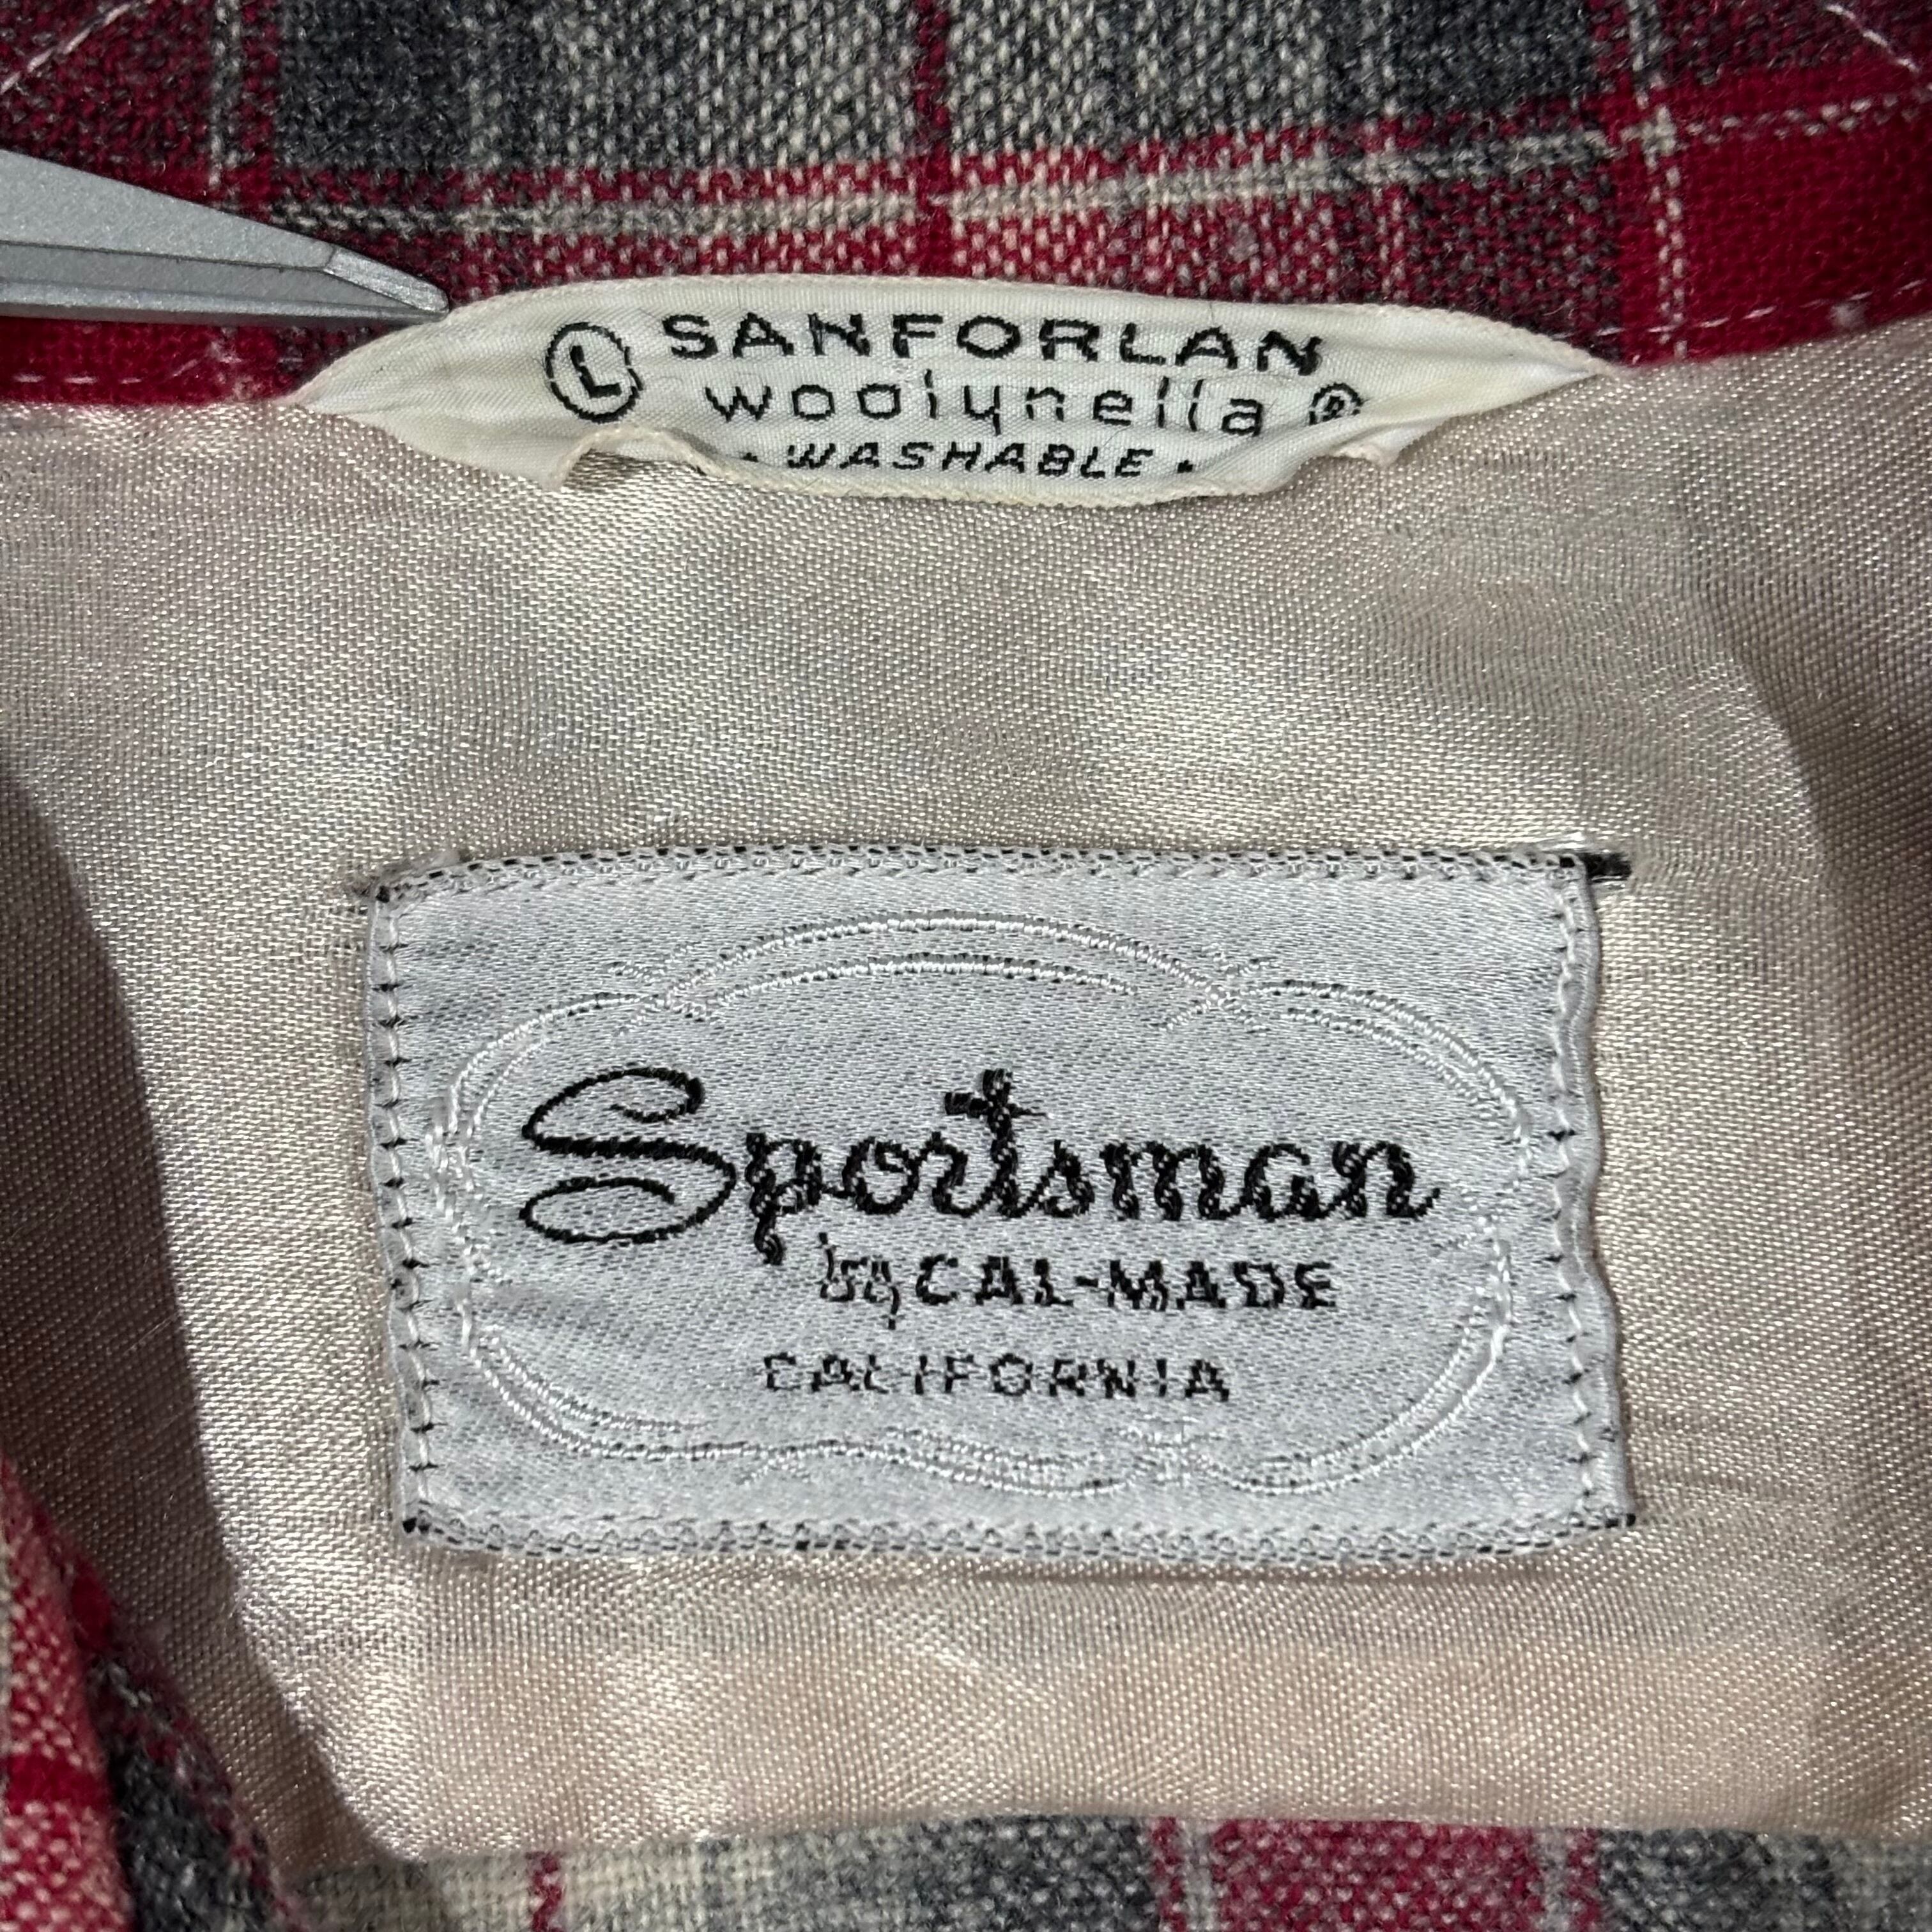 L SANFORLAN
woolynella ®
• WASHABLE •
Sportsman
by CAL-MADE
CALIFORNIA